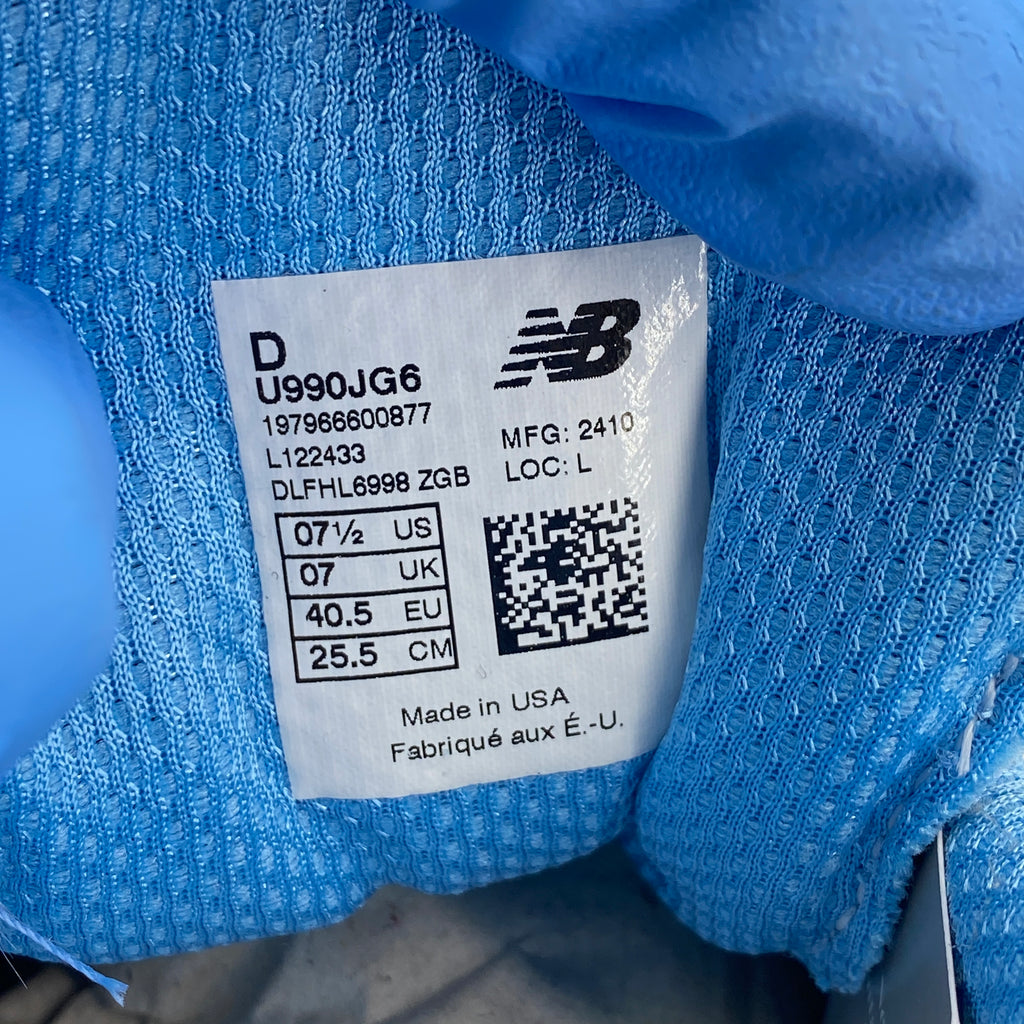 D
U990JG6
197966600877
L122433
DLFHL6998 ZGB
NB
MFG: 2410
LOC: L
07½ US
07 UK
40.5 EU
25.5 CM
Made in USA
Fabriqué aux É.-U.